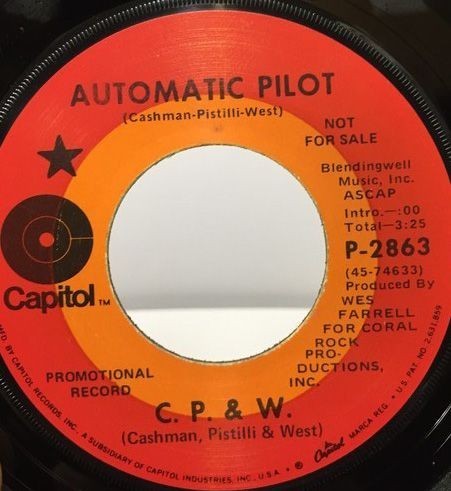 AUTOMATIC PILOT
(Cashman-Pistilli-West)
NOT
FOR SALE
Blendingwell
Music, Inc.
ASCAP
Intro.—:00
Total—3:25
P-2863
(45-74633)
Produced By
WES
FARRELL
FOR CORAL
ROCK
PRO-
DUCTIONS,
INC.
Capitol TM
PROMOTIONAL
RECORD
C. P. & W.
(Cashman, Pistilli & West)
MFD. BY CAPITOL RECORDS, INC., A SUBSIDIARY OF CAPITOL INDUSTRIES, INC., U.S.A. • ® Capitol MARCA REG. • U.S. PAT. NO. 2,631,859